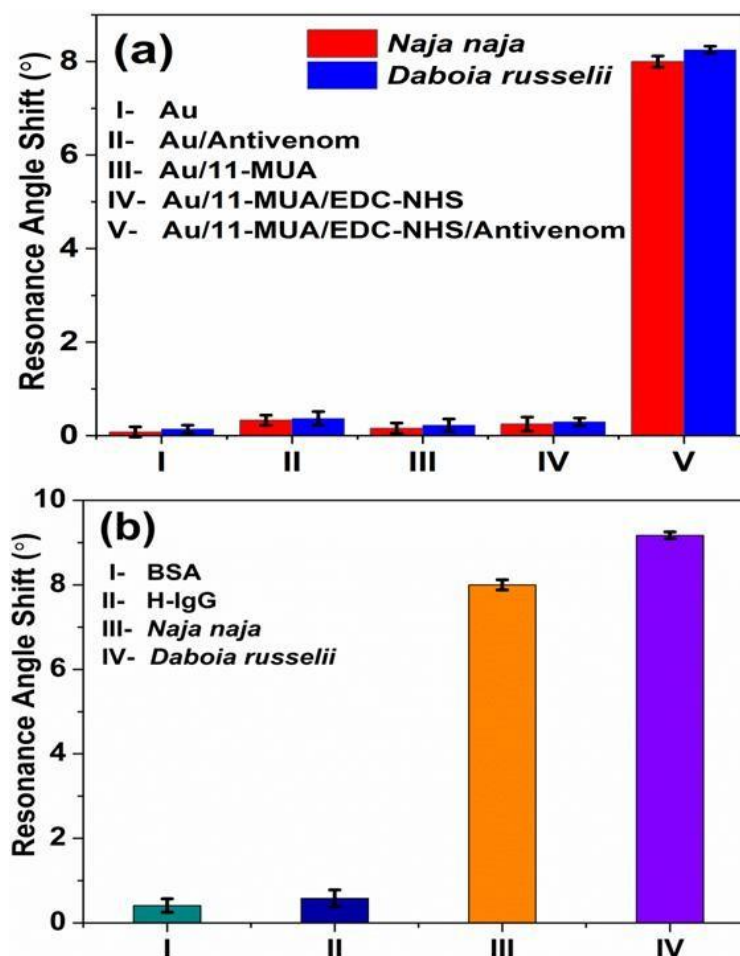 (a)
Naja naja
Daboia russelii
I- Au
II- Au/Antivenom
III- Au/11-MUA
IV- Au/11-MUA/EDC-NHS
V- Au/11-MUA/EDC-NHS/Antivenom
Resonance Angle Shift (°)
8
6
4
2
0
I II III IV V
(b)
I- BSA
II- H-IgG
III- Naja naja
IV- Daboia russelii
Resonance Angle Shift (°)
10
8
6
4
2
0
I II III IV